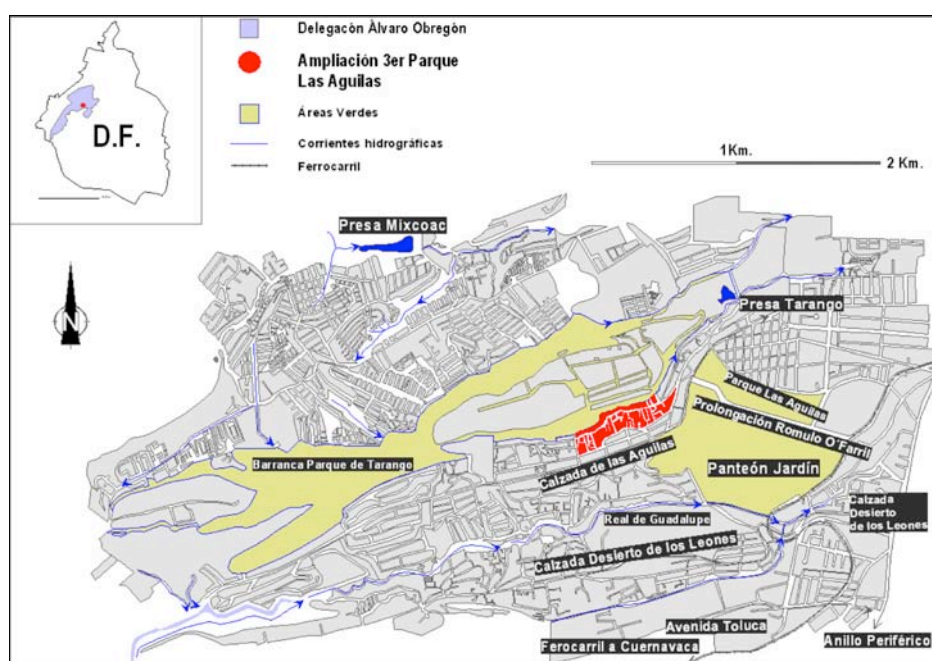 Delegacón Àlvaro Obregòn
Ampliación 3er Parque
Las Aguilas
Áreas Verdes
Corrientes hidrográficas
Ferrocarril
D.F.
1Km.
2 Km.
Presa Mixcoac
N
Presa Tarango
Parque Las Aguilas
Prolongación Romulo O'Farril
Barranca Parque de Tarango
Calzada de las Aguilas
Panteón Jardín
Calzada
Desierto
de los Leones
Real de Guadalupe
Calzada Desierto de los Leones
Avenida Toluca
Ferocarril a Cuernavaca
Anillo Periférico